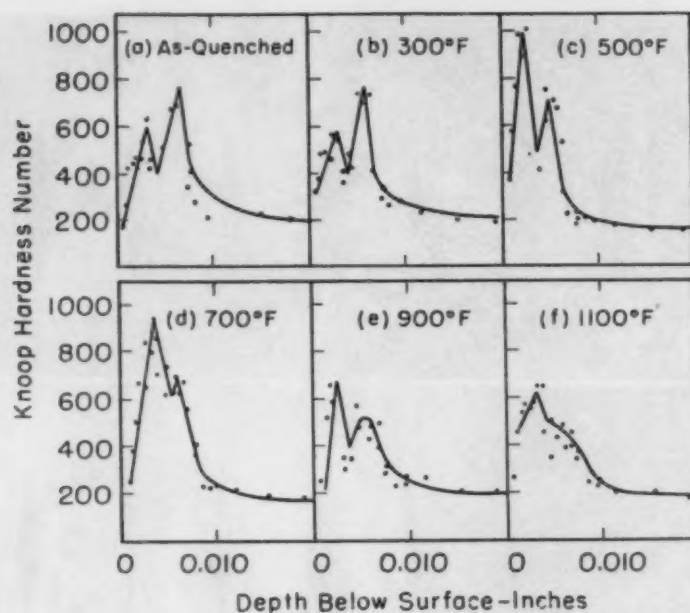 Knoop Hardness Number
1000
800
600
400
200
(a) As-Quenched
(b) 300°F
(c) 500°F
1000
800
600
400
200
(d) 700°F
(e) 900°F
(f) 1100°F
0
0.010
0
0.010
0
0.010
Depth Below Surface-Inches